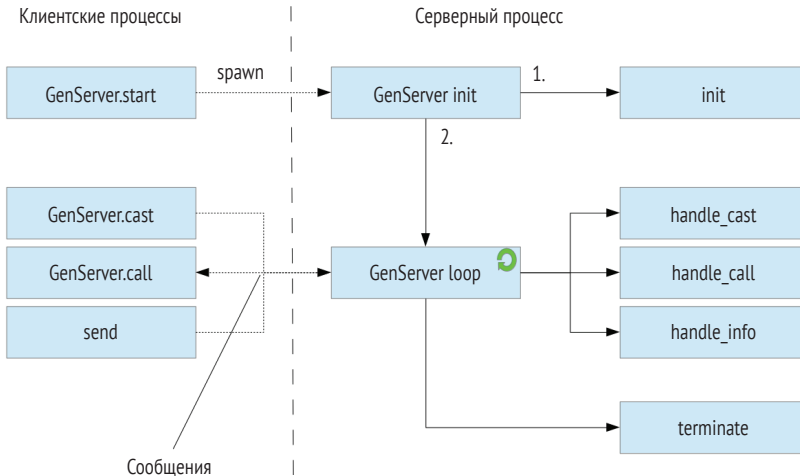 Клиентские процессы
Серверный процесс
GenServer.start
spawn
GenServer init
1.
init
2.
GenServer.cast
handle_cast
GenServer.call
GenServer loop
handle_call
send
handle_info
terminate
Сообщения